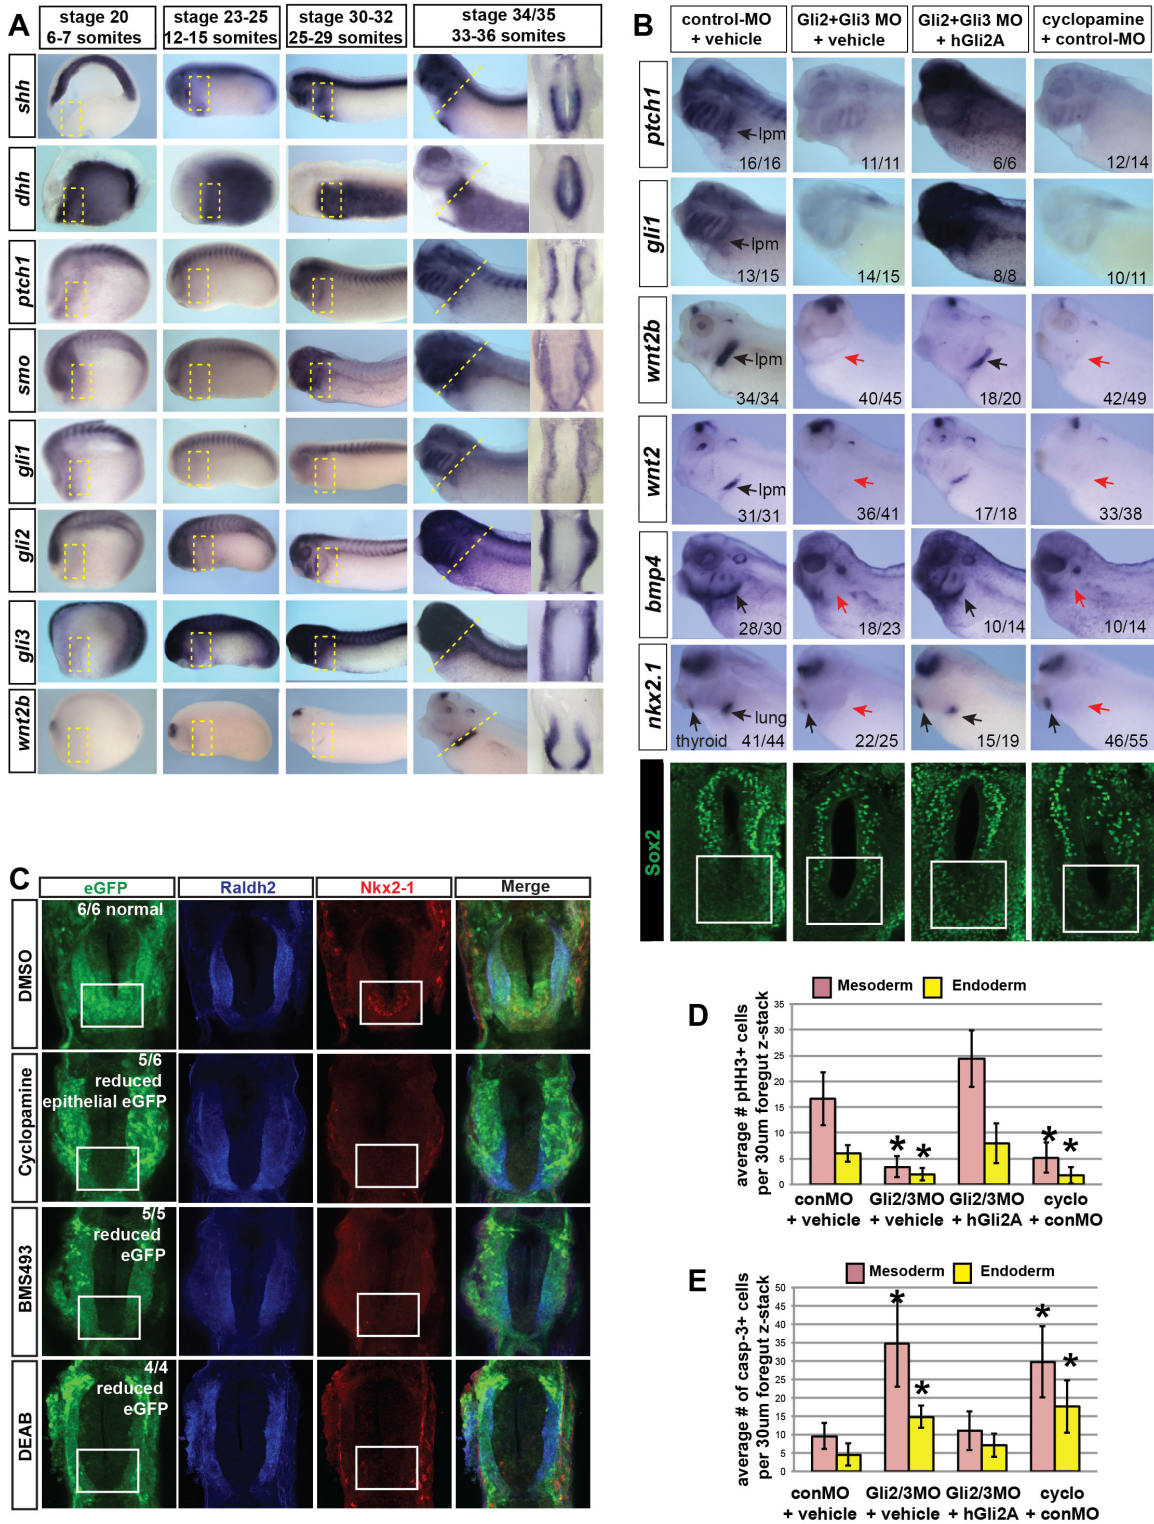 A
stage 20
6-7 somites
stage 23-25
12-15 somites
stage 30-32
25-29 somites
stage 34/35
33-36 somites
shh
dhh
ptch1
smo
gli1
gli2
gli3
wnt2b
B
control-MO
+ vehicle
Gli2+Gli3 MO
+ vehicle
Gli2+Gli3 MO
+ hGli2A
cyclopamine
+ control-MO
ptch1
lpm
16/16
11/11
6/6
12/14
gli1
lpm
13/15
14/15
8/8
10/11
wnt2b
lpm
34/34
40/45
18/20
42/49
wnt2
lpm
31/31
36/41
17/18
33/38
bmp4
28/30
18/23
10/14
10/14
nkx2.1
lung
thyroid
41/44
22/25
15/19
46/55
Sox2
C
eGFP
Raldh2
Nkx2-1
Merge
DMSO
6/6 normal
Cyclopamine
5/6
reduced
epithelial eGFP
BMS493
5/5
reduced
eGFP
DEAB
4/4
reduced
eGFP
D
Mesoderm
Endoderm
average # pHH3+ cells
per 30um foregut z-stack
35
30
25
20
15
10
5
0
* * * *
conMO
+ vehicle
Gli2/3MO
+ vehicle
Gli2/3MO
+ hGli2A
cyclo
+ conMO
E
Mesoderm
Endoderm
average # of casp-3+ cells
per 30um foregut z-stack
50
45
40
35
30
25
20
15
10
5
0
* * * *
conMO
+ vehicle
Gli2/3MO
+ vehicle
Gli2/3MO
+ hGli2A
cyclo
+ conMO